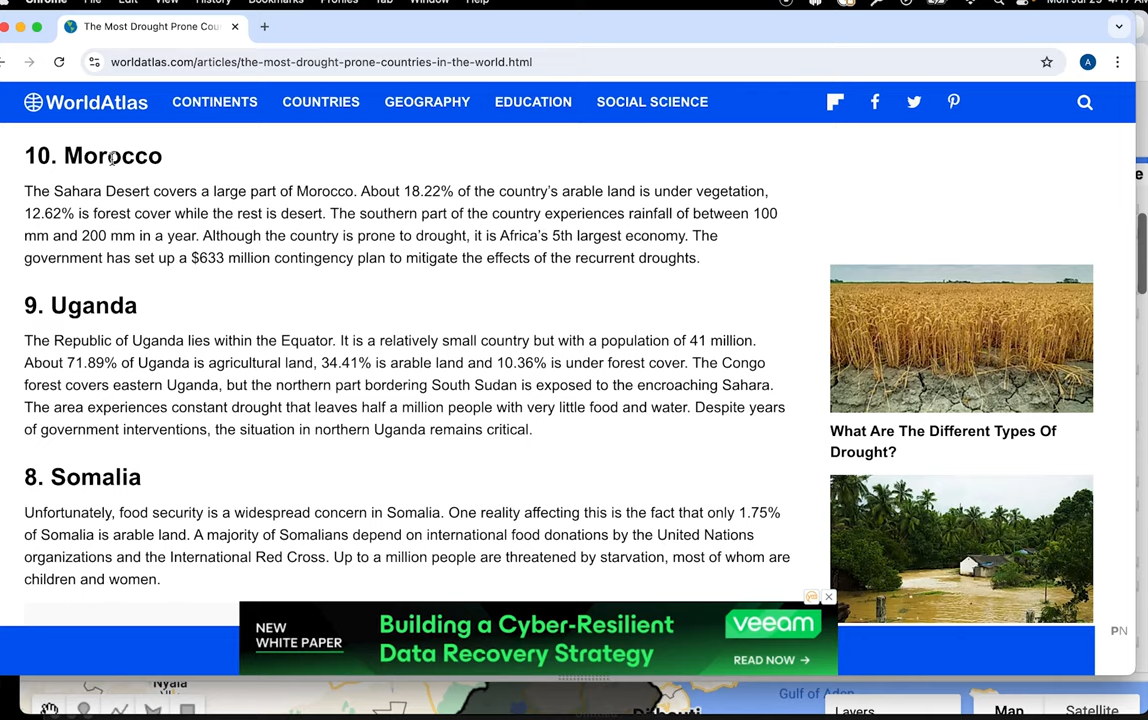 Chrome File Edit View History Bookmarks Profiles Tab Window Help
The Most Drought Prone Cou
worldatlas.com/articles/the-most-drought-prone-countries-in-the-world.html
A
WorldAtlas CONTINENTS COUNTRIES GEOGRAPHY EDUCATION SOCIAL SCIENCE
10. Morocco
The Sahara Desert covers a large part of Morocco. About 18.22% of the country’s arable land is under vegetation,
12.62% is forest cover while the rest is desert. The southern part of the country experiences rainfall of between 100
mm and 200 mm in a year. Although the country is prone to drought, it is Africa’s 5th largest economy. The
government has set up a $633 million contingency plan to mitigate the effects of the recurrent droughts.
9. Uganda
The Republic of Uganda lies within the Equator. It is a relatively small country but with a population of 41 million.
About 71.89% of Uganda is agricultural land, 34.41% is arable land and 10.36% is under forest cover. The Congo
forest covers eastern Uganda, but the northern part bordering South Sudan is exposed to the encroaching Sahara.
The area experiences constant drought that leaves half a million people with very little food and water. Despite years
of government interventions, the situation in northern Uganda remains critical.
8. Somalia
Unfortunately, food security is a widespread concern in Somalia. One reality affecting this is the fact that only 1.75%
of Somalia is arable land. A majority of Somalians depend on international food donations by the United Nations
organizations and the International Red Cross. Up to a million people are threatened by starvation, most of whom are
children and women.
What Are The Different Types Of
Drought?
NEW
WHITE PAPER
Building a Cyber-Resilient
Data Recovery Strategy
veeam
READ NOW →
PN
Nyala
Djibouti
Gulf of Aden
Layers
Map
Satellite